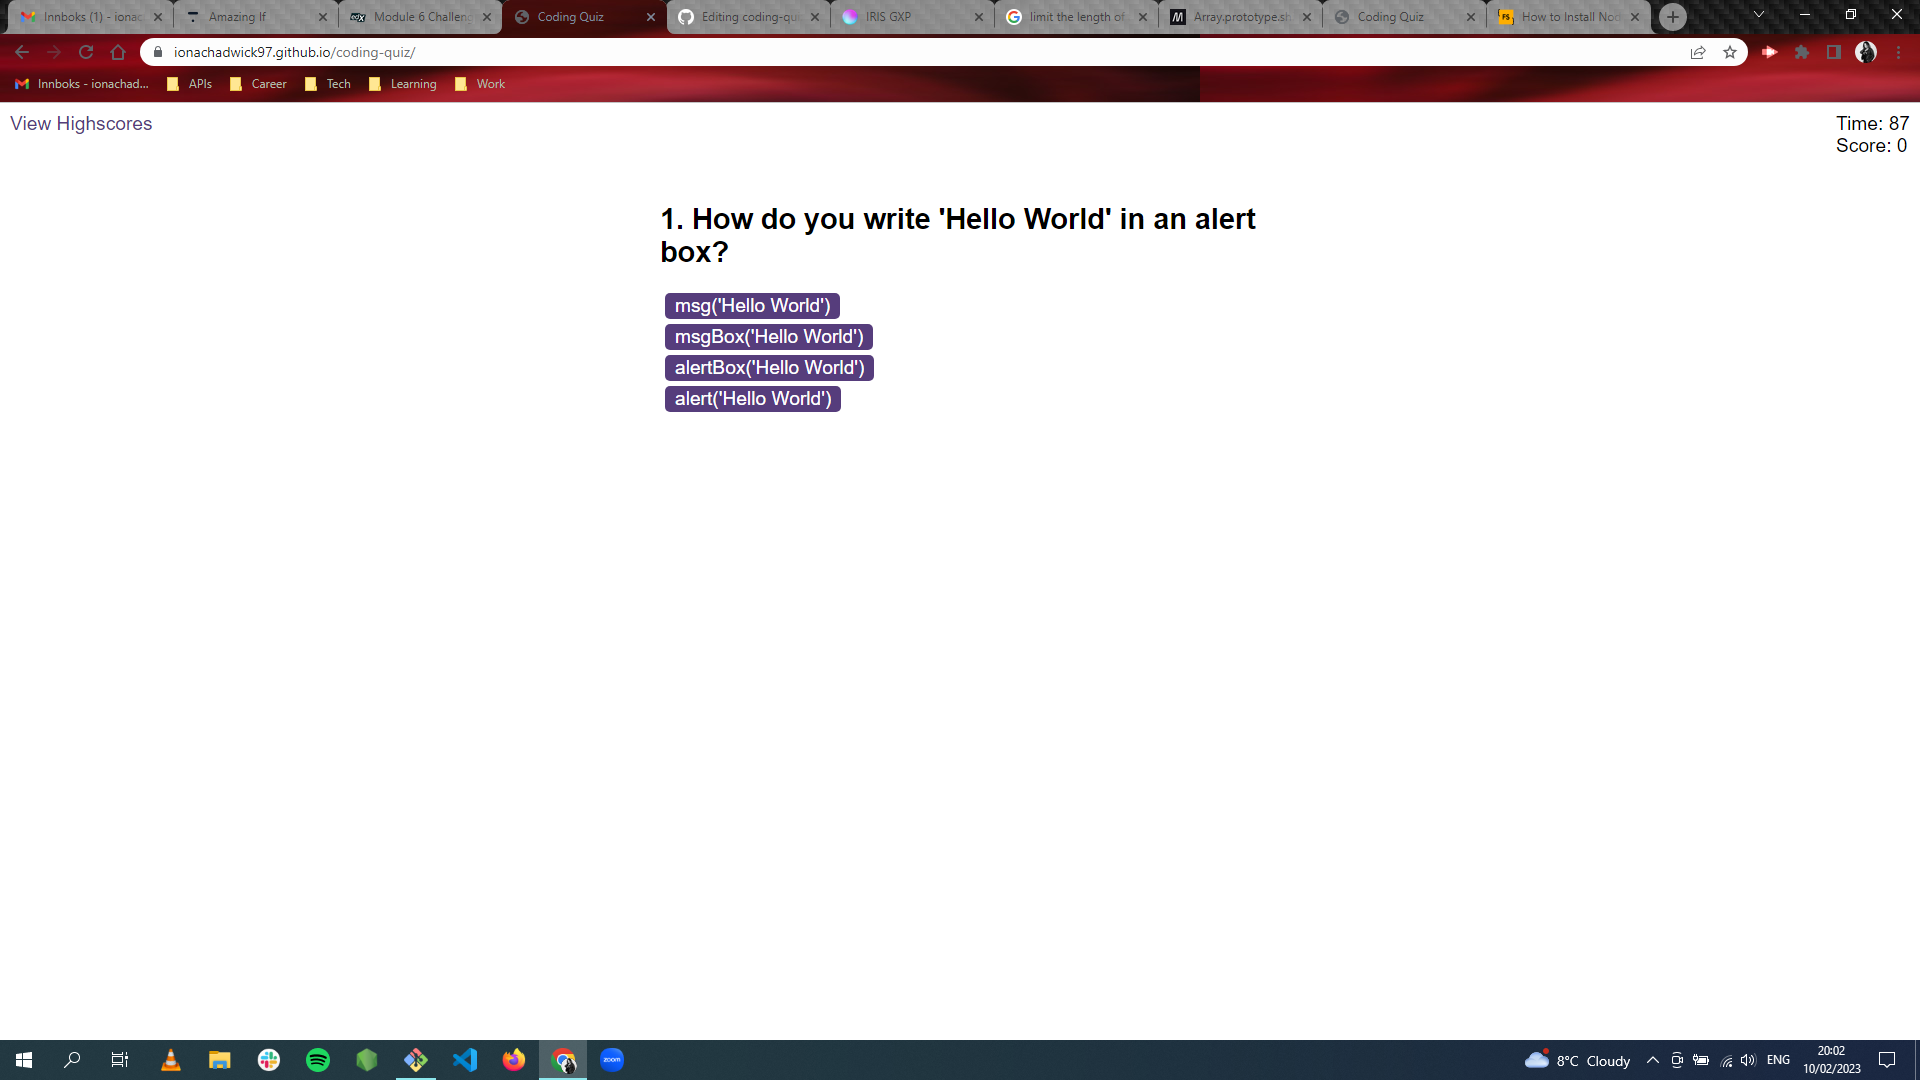 Innboks (1) - ionac
Amazing If
Module 6 Challeng
Coding Quiz
Editing coding-qui
IRIS GXP
limit the length of
Array.prototype.sh
Coding Quiz
How to Install Nod
ionachadwick97.github.io/coding-quiz/
Innboks - ionachad...
APIs
Career
Tech
Learning
Work
View Highscores
Time: 87
Score: 0
1. How do you write 'Hello World' in an alert
box?
msg('Hello World')
msgBox('Hello World')
alertBox('Hello World')
alert('Hello World')
zoom
8°C Cloudy
ENG
20:02
10/02/2023